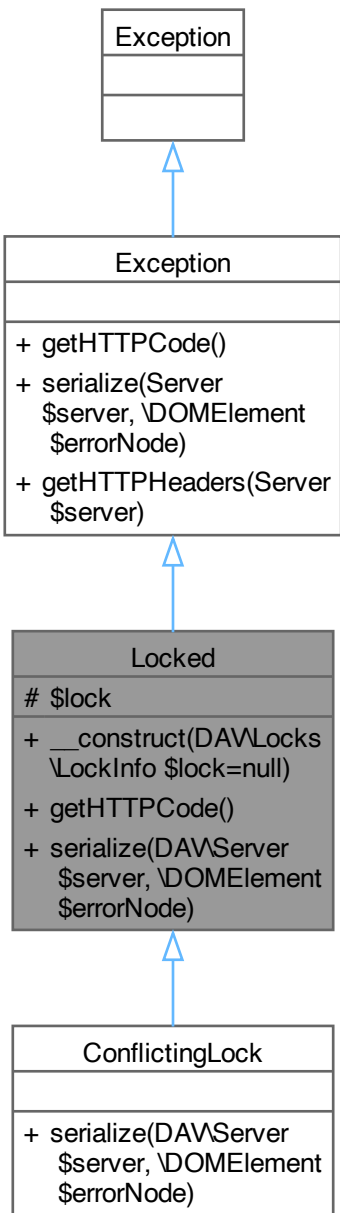 Exception
Exception
+ getHTTPCode()
+ serialize(Server
$server, \DOMElement
$errorNode)
+ getHTTPHeaders(Server
$server)
Locked
# $lock
+ __construct(DAV\Locks
\LockInfo $lock=null)
+ getHTTPCode()
+ serialize(DAV\Server
$server, \DOMElement
$errorNode)
ConflictingLock
+ serialize(DAV\Server
$server, \DOMElement
$errorNode)